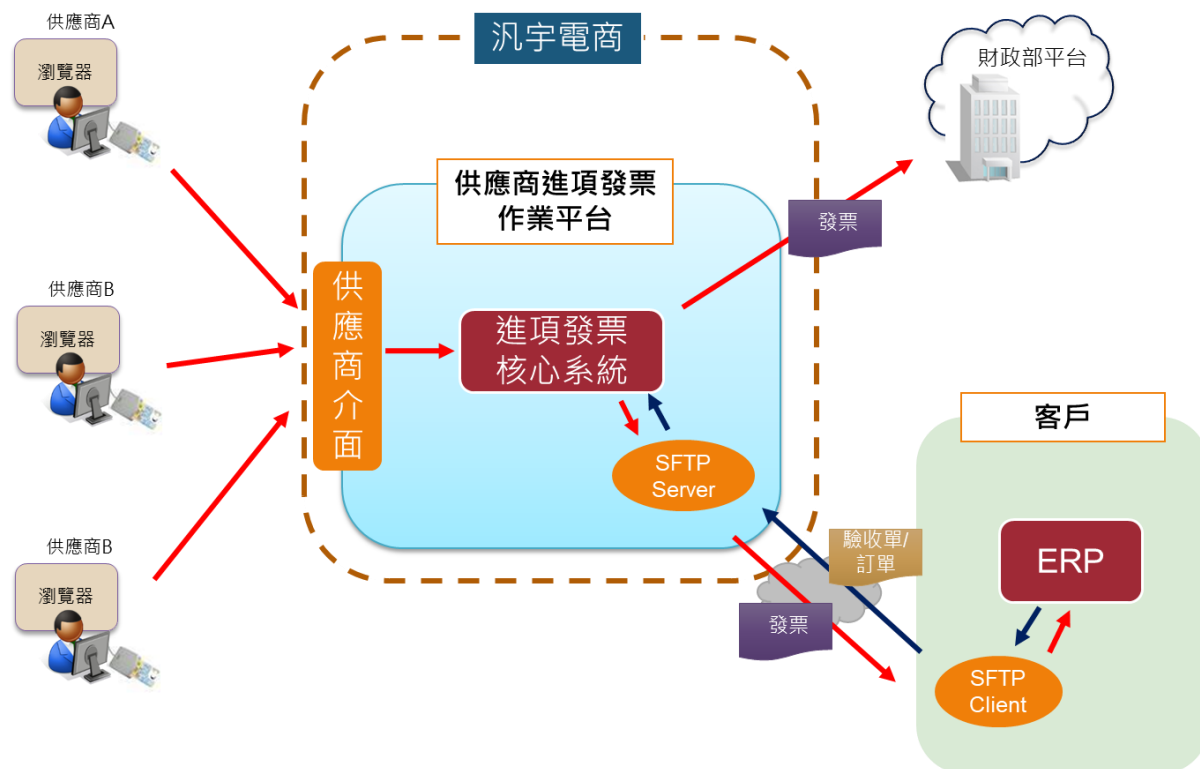 供應商A
瀏覽器
汎宇電商
財政部平台
供應商進項發票
作業平台
發票
供應商B
瀏覽器
供應商介面
進項發票
核心系統
客戶
SFTP
Server
供應商B
瀏覽器
驗收單/
訂單
ERP
發票
SFTP
Client